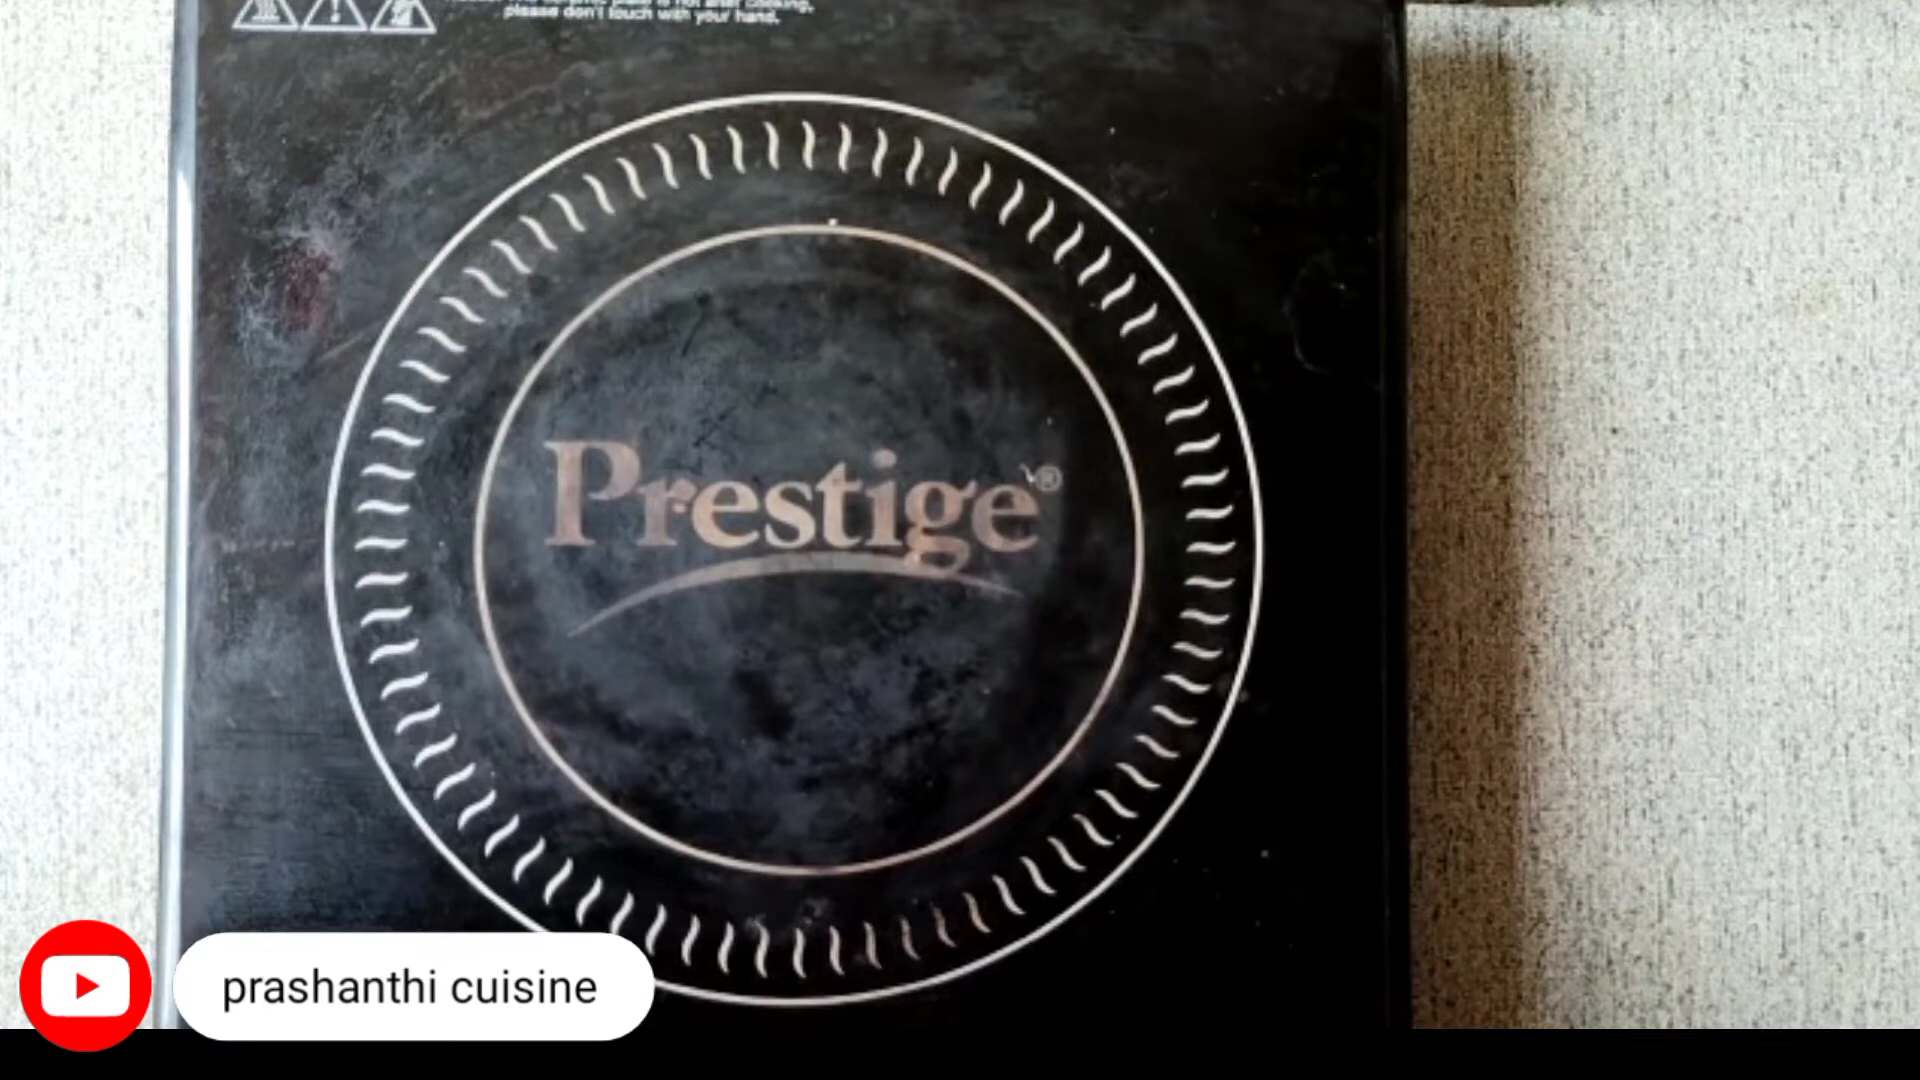 please don't touch with your hand.
Prestige®
prashanthi cuisine